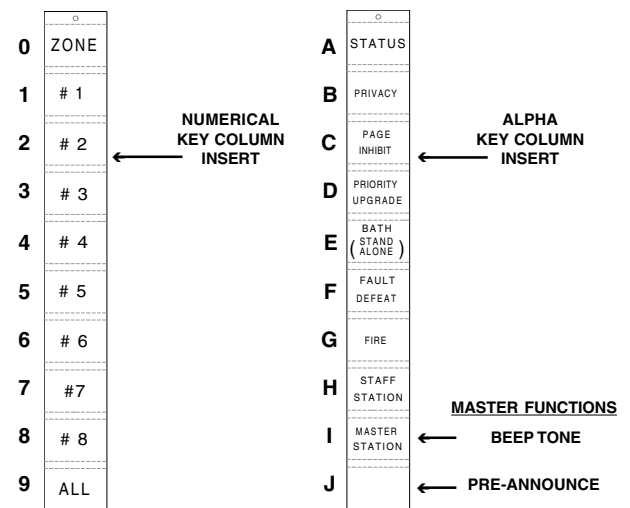 0 ZONE
1 # 1
2 # 2
3 # 3
4 # 4
5 # 5
6 # 6
7 #7
8 # 8
9 ALL
NUMERICAL
KEY COLUMN
INSERT
A STATUS
B PRIVACY
C PAGE
INHIBIT
D PRIORITY
UPGRADE
E BATH
( STAND
ALONE )
F FAULT
DEFEAT
G FIRE
H STAFF
STATION
I MASTER
STATION
J
ALPHA
KEY COLUMN
INSERT
MASTER FUNCTIONS
BEEP TONE
PRE-ANNOUNCE